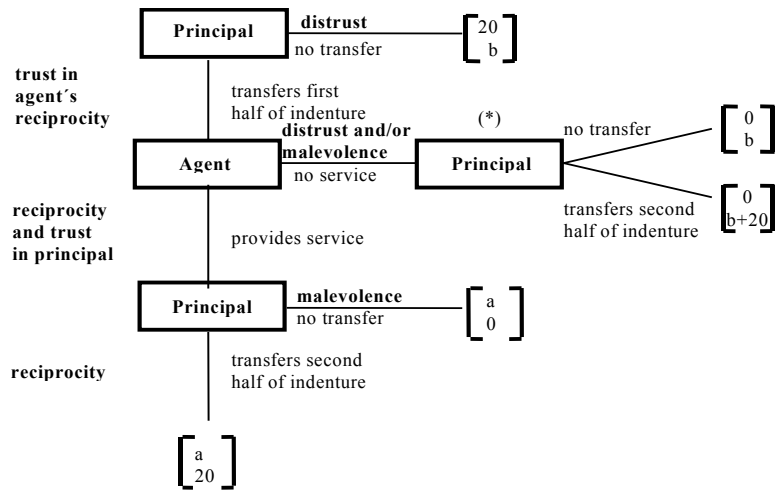 Principal
distrust
no transfer
20
b
trust in
agent´s
reciprocity
transfers first
half of indenture
distrust and/or
malevolence
no service
Agent
(*)
Principal
no transfer
0
b
transfers second
half of indenture
0
b+20
reciprocity
and trust
in principal
provides service
Principal
malevolence
no transfer
a
0
reciprocity
transfers second
half of indenture
a
20